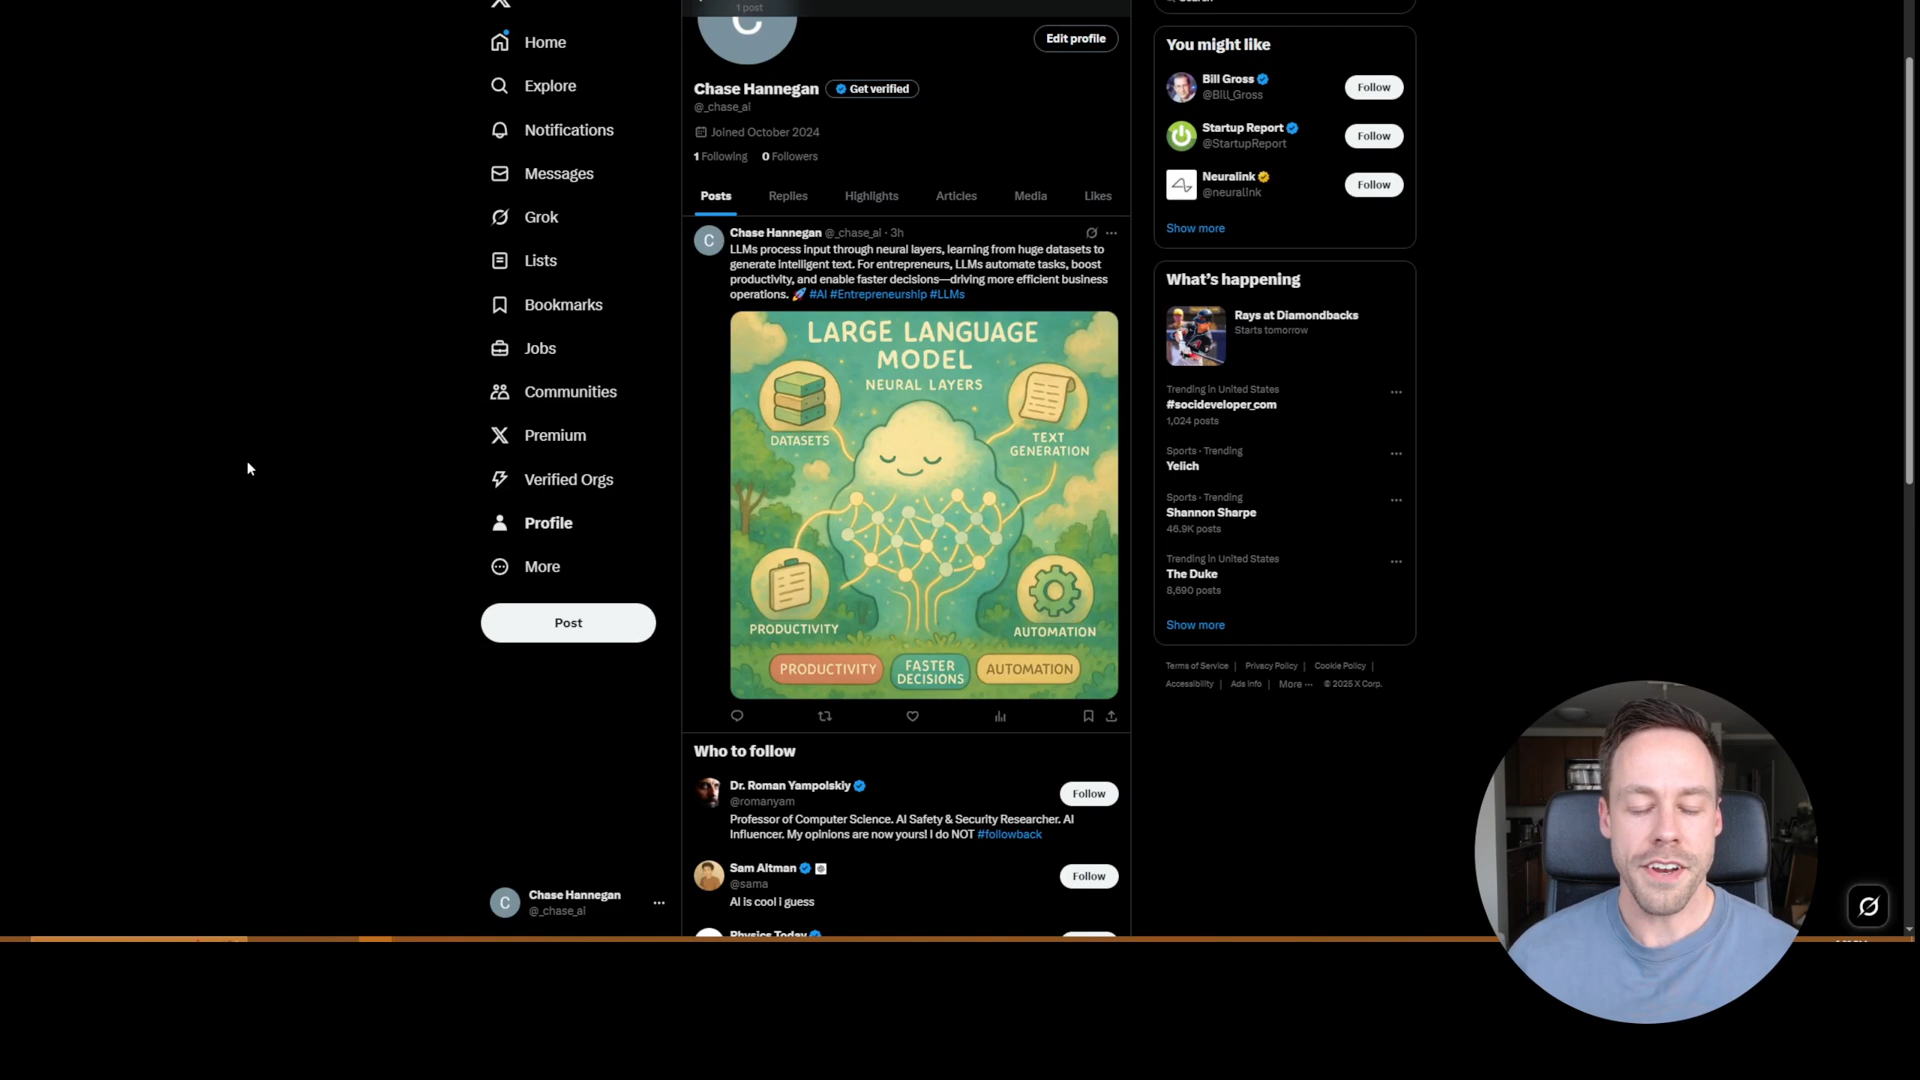 1 post
Home
Explore
Notifications
Messages
Grok
Lists
Bookmarks
Jobs
Communities
Premium
Verified Orgs
Profile
More
Post
Chase Hannegan
@_chase_ai
C
Edit profile
Chase Hannegan
Get verified
@_chase_ai
Joined October 2024
1 Following 0 Followers
Posts Replies Highlights Articles Media Likes
C
Chase Hannegan @_chase_ai · 3h
LLMs process input through neural layers, learning from huge datasets to
generate intelligent text. For entrepreneurs, LLMs automate tasks, boost
productivity, and enable faster decisions—driving more efficient business
operations. 🚀 #AI #Entrepreneurship #LLMs
LARGE LANGUAGE
MODEL
NEURAL LAYERS
DATASETS
TEXT
GENERATION
PRODUCTIVITY
AUTOMATION
PRODUCTIVITY
FASTER
DECISIONS
AUTOMATION
Who to follow
Dr. Roman Yampolskiy
@romanyam
Follow
Professor of Computer Science. AI Safety & Security Researcher. AI
Influencer. My opinions are now yours! I do NOT #followback
Sam Altman
@sama
Follow
AI is cool i guess
Physics Today
You might like
Bill Gross
@Bill_Gross
Follow
Startup Report
@StartupReport
Follow
Neuralink
@neuralink
Follow
Show more
What's happening
Rays at Diamondbacks
Starts tomorrow
Trending in United States
#socideveloper_com
1,024 posts
Sports · Trending
Yelich
Sports · Trending
Shannon Sharpe
46.9K posts
Trending in United States
The Duke
8,690 posts
Show more
Terms of Service | Privacy Policy | Cookie Policy |
Accessibility | Ads info | More ··· © 2025 X Corp.